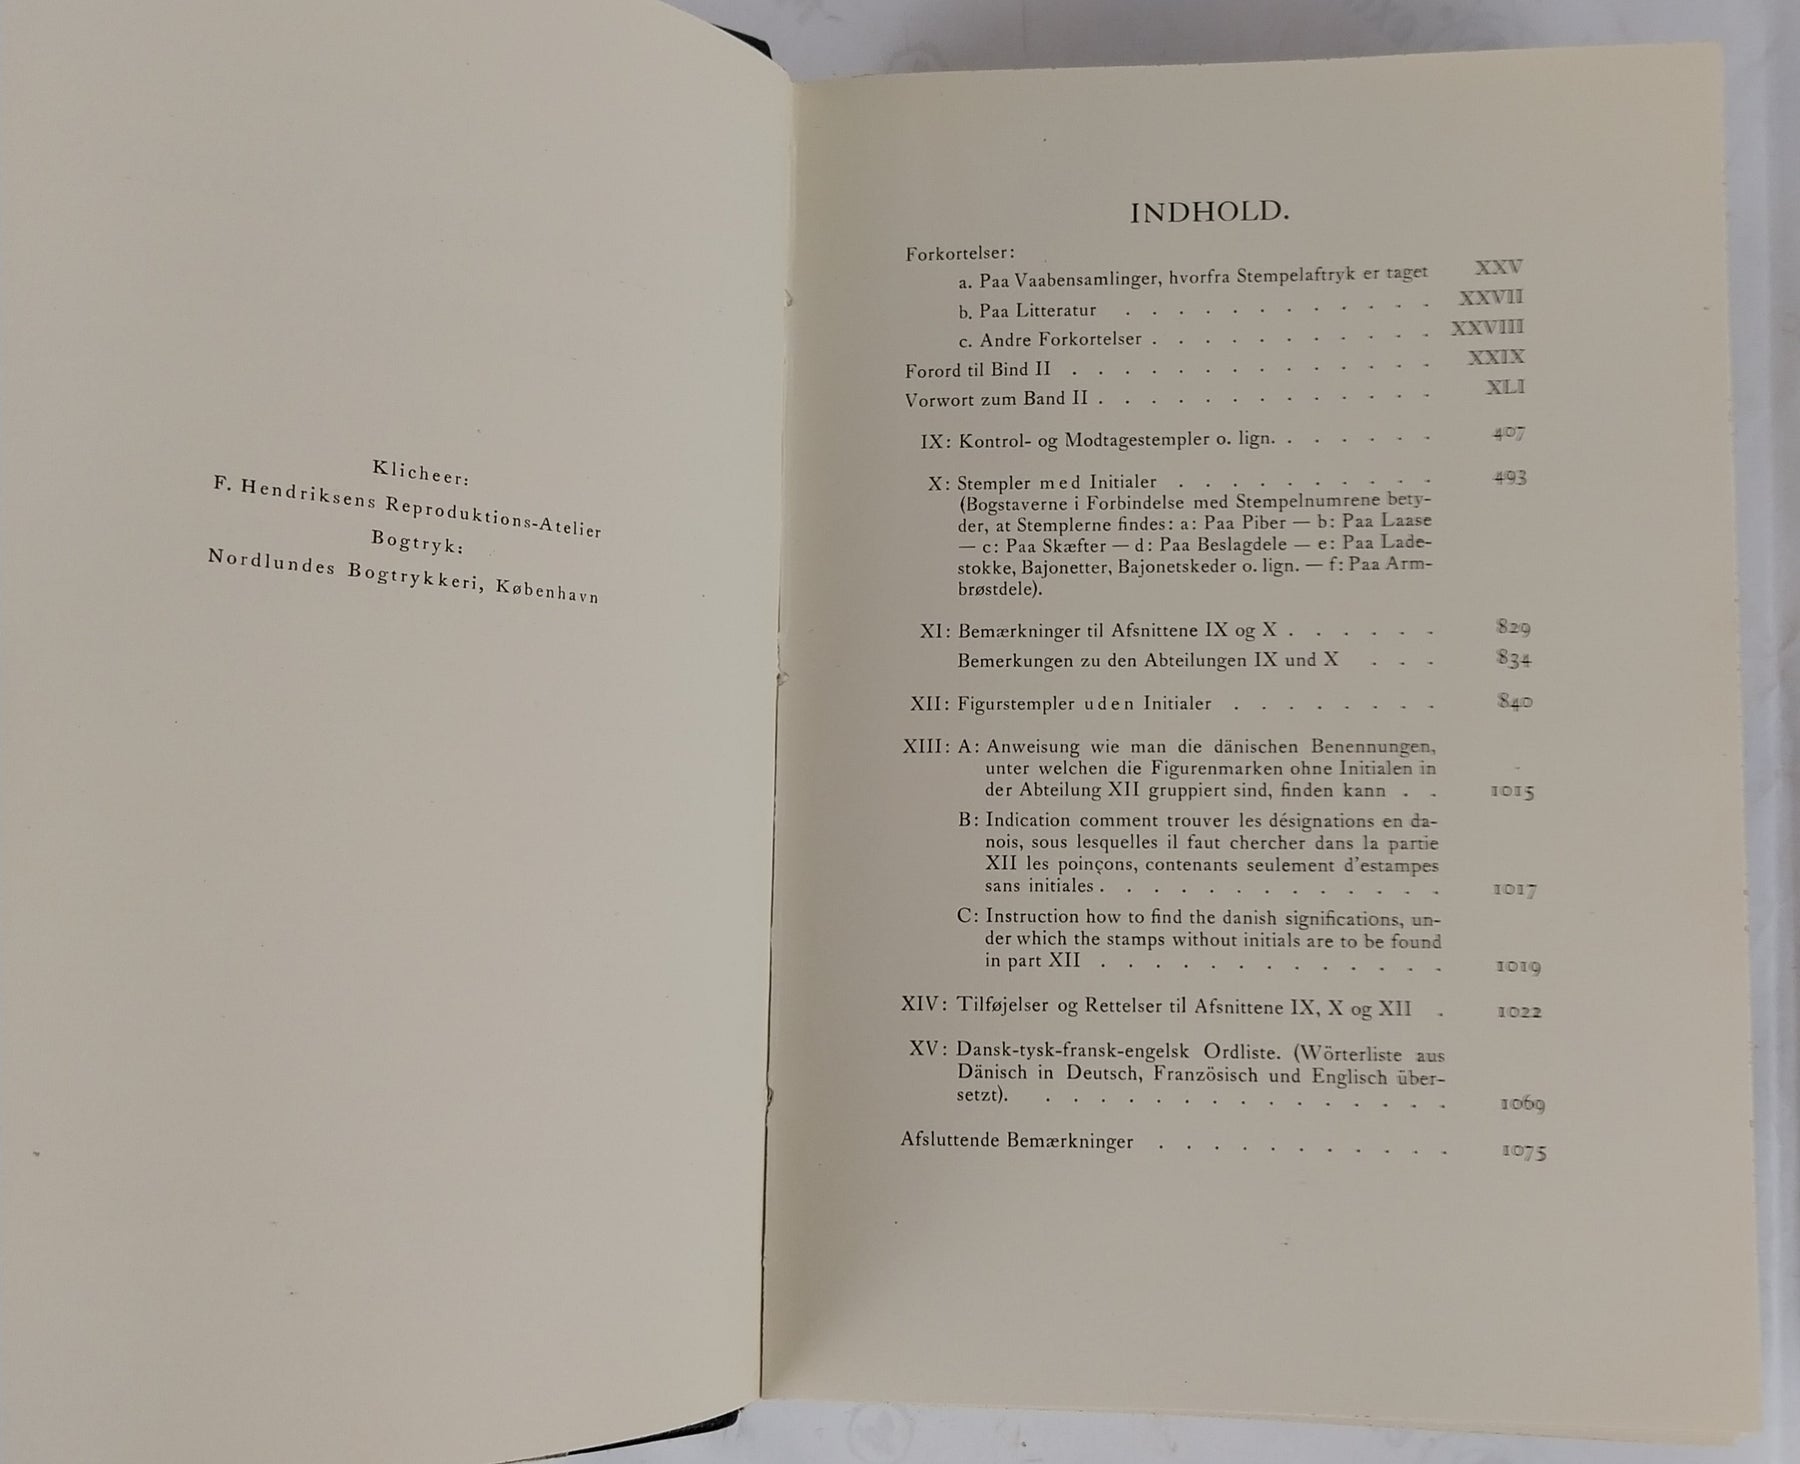 Klicheer:
F. Hendriksens Reproduktions-Atelier
Bogtryk:
Nordlundes Bogtrykkeri, København
INDHOLD.
Forkortelser:
a. Paa Vaabensamlinger, hvorfra Stempelaftryk er taget XXV
b. Paa Litteratur . . . . . . . . . . . . XXVII
c. Andre Forkortelser . . . . . . . . . . . XXVIII
Forord til Bind II . . . . . . . . . . . . . . XXIX
Vorwort zum Band II . . . . . . . . . . . . . XLI
IX: Kontrol- og Modtagestempler o. lign. . . . . . . 407
X: Stempler med Initialer . . . . . . . . . . 493
(Bogstaverne i Forbindelse med Stempelnumrene bety-
der, at Stemplerne findes: a: Paa Piber — b: Paa Laase
— c: Paa Skæfter — d: Paa Beslagdele — e: Paa Lade-
stokke, Bajonetter, Bajonetskeder o. lign. — f: Paa Arm-
brøstdele).
XI: Bemærkninger til Afsnittene IX og X . . . . . . 829
Bemerkungen zu den Abteilungen IX und X . . . 834
XII: Figurstempler uden Initialer . . . . . . . . 840
XIII: A: Anweisung wie man die dänischen Benennungen,
unter welchen die Figurenmarken ohne Initialen in
der Abteilung XII gruppiert sind, finden kann . . 1015
B: Indication comment trouver les désignations en da-
nois, sous lesquelles il faut chercher dans la partie
XII les poinçons, contenants seulement d'estampes
sans initiales . . . . . . . . . . . . . 1017
C: Instruction how to find the danish significations, un-
der which the stamps without initials are to be found
in part XII . . . . . . . . . . . . . 1019
XIV: Tilføjelser og Rettelser til Afsnittene IX, X og XII . 1022
XV: Dansk-tysk-fransk-engelsk Ordliste. (Wörterliste aus
Dänisch in Deutsch, Französisch und Englisch über-
setzt). . . . . . . . . . . . . . . . 1069
Afsluttende Bemærkninger . . . . . . . . . . . 1075